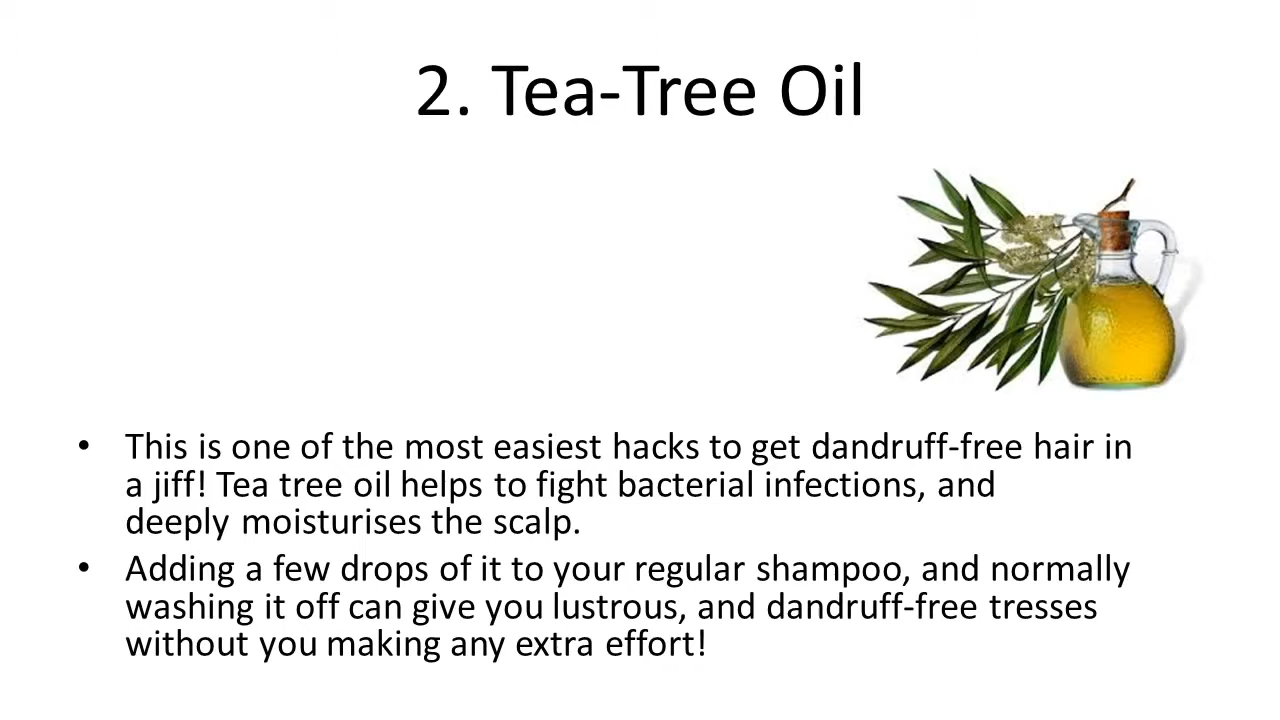 2. Tea-Tree Oil
• This is one of the most easiest hacks to get dandruff-free hair in
a jiff! Tea tree oil helps to fight bacterial infections, and
deeply moisturises the scalp.
• Adding a few drops of it to your regular shampoo, and normally
washing it off can give you lustrous, and dandruff-free tresses
without you making any extra effort!